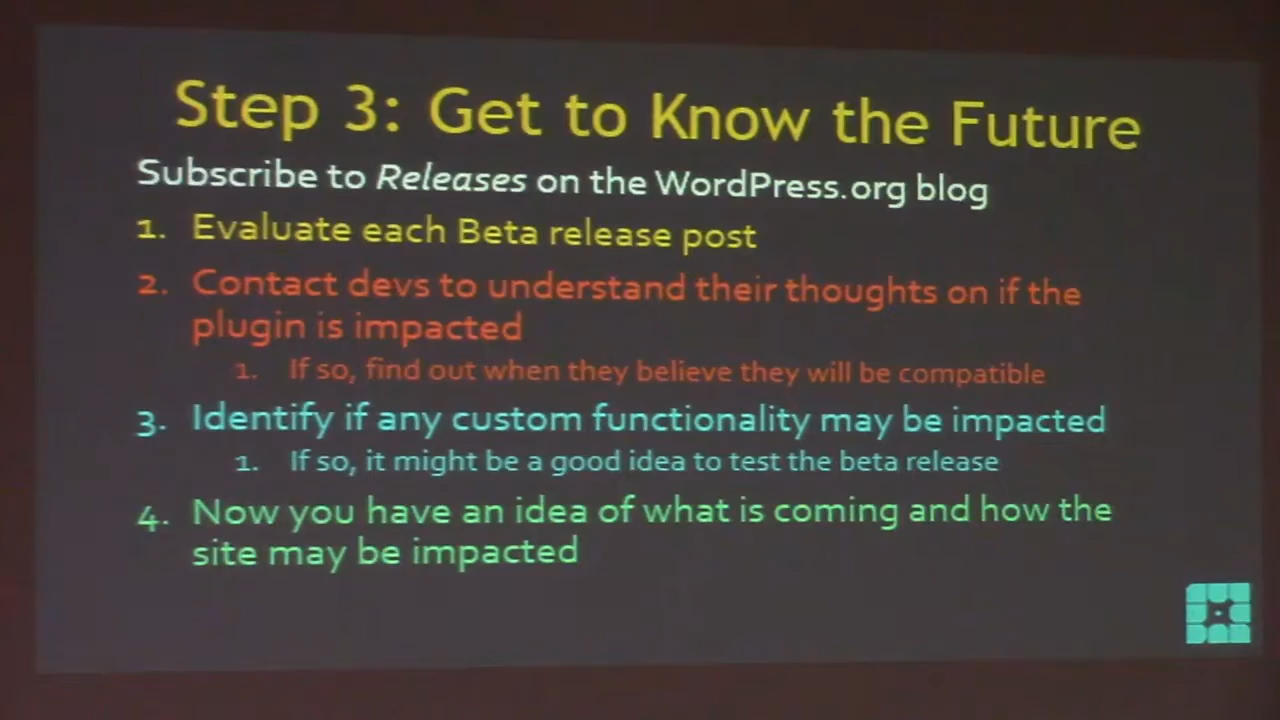 Step 3: Get to Know the Future
Subscribe to Releases on the WordPress.org blog
1. Evaluate each Beta release post
2. Contact devs to understand their thoughts on if the
plugin is impacted
1. If so, find out when they believe they will be compatible
3. Identify if any custom functionality may be impacted
1. If so, it might be a good idea to test the beta release
4. Now you have an idea of what is coming and how the
site may be impacted